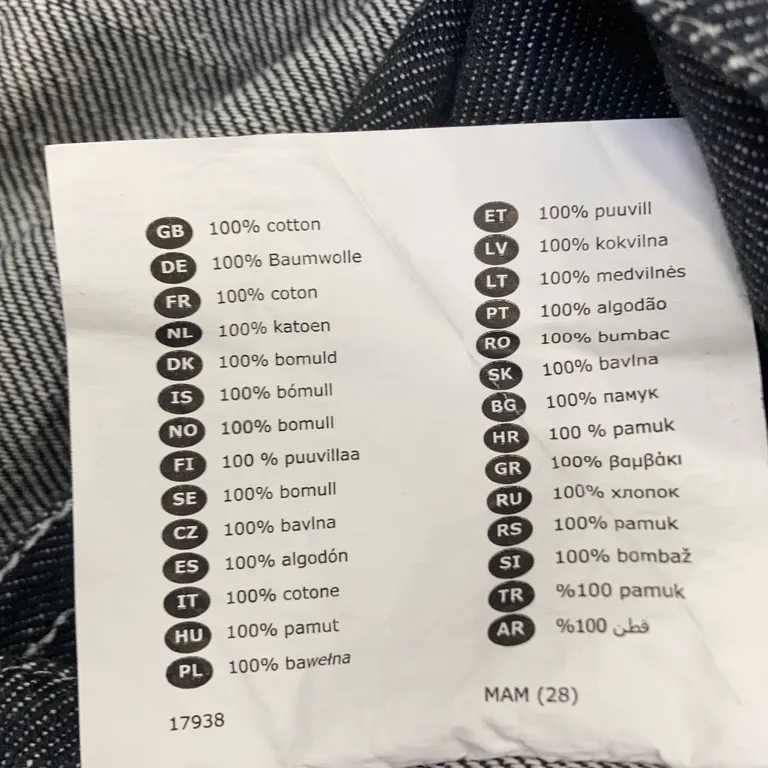 GB 100% cotton
DE 100% Baumwolle
FR 100% coton
NL 100% katoen
DK 100% bomuld
IS 100% bómull
NO 100% bomull
FI 100 % puuvillaa
SE 100% bomull
CZ 100% bavlna
ES 100% algodón
IT 100% cotone
HU 100% pamut
PL 100% bawełna
17938
ET 100% puuvill
LV 100% kokvilna
LT 100% medvilnės
PT 100% algodão
RO 100% bumbac
SK 100% bavlna
BG 100% памук
HR 100 % pamuk
GR 100% βαμβάκι
RU 100% хлопок
RS 100% pamuk
SI 100% bombaž
TR %100 pamuk
AR %100 قطن
MAM (28)